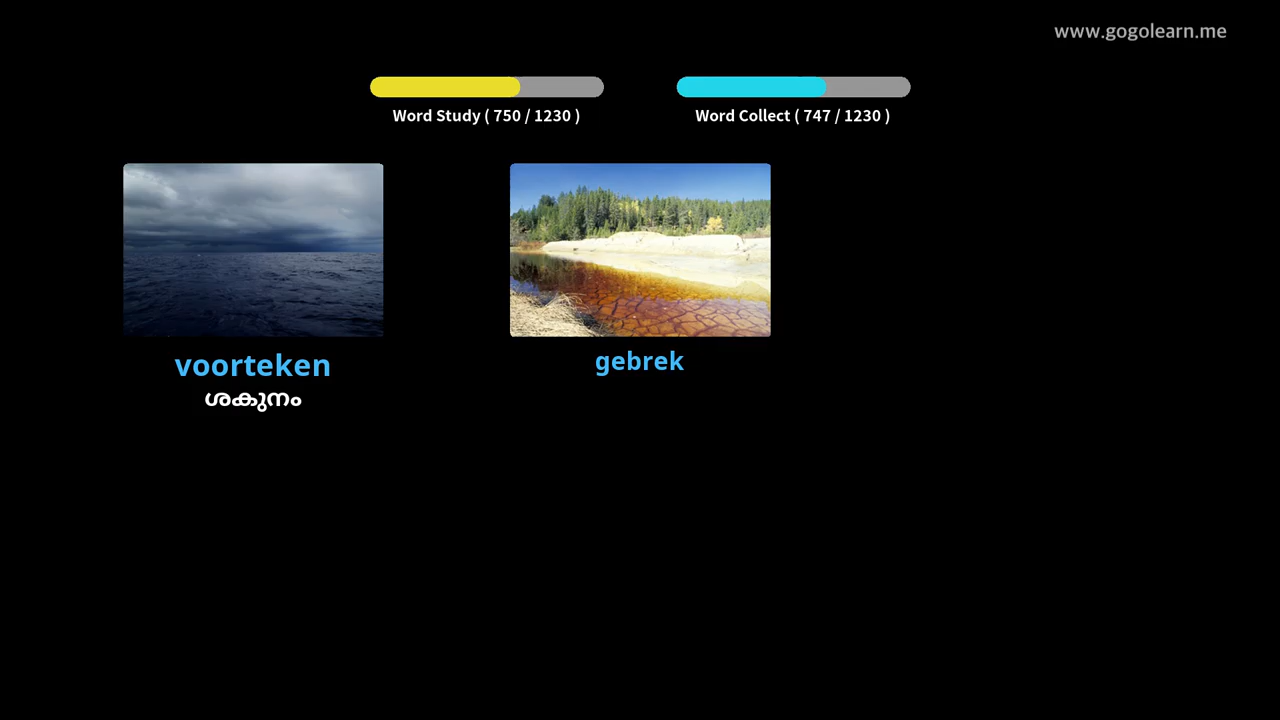 www.gogolearn.me
Word Study ( 750 / 1230 )
Word Collect ( 747 / 1230 )
voorteken
ശകുനം
gebrek